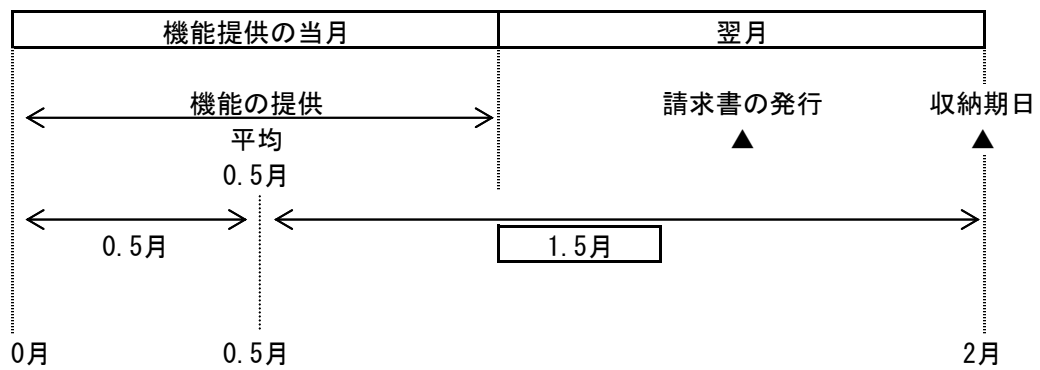 機能提供の当月 翌月
機能の提供 請求書の発行 収納期日
平均 ▲ ▲
0.5月
0.5月 1.5月
0月 0.5月 2月